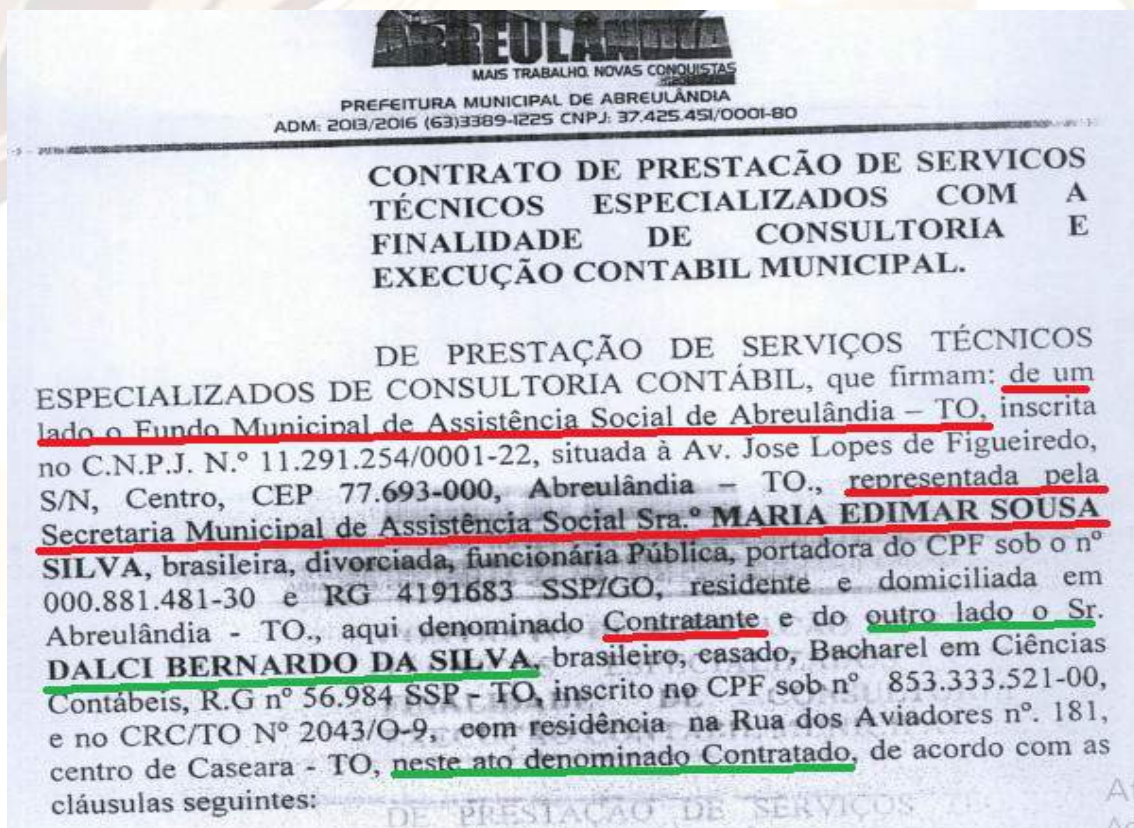 ABREULÂNDIA
MAIS TRABALHO, NOVAS CONQUISTAS
PREFEITURA MUNICIPAL DE ABREULÂNDIA
ADM: 2013/2016 (63)3389-1225 CNPJ: 37.425.451/0001-80
CONTRATO DE PRESTACÃO DE SERVICOS
TÉCNICOS ESPECIALIZADOS COM A
FINALIDADE DE CONSULTORIA E
EXECUÇÃO CONTABIL MUNICIPAL.
DE PRESTAÇÃO DE SERVIÇOS TÉCNICOS
ESPECIALIZADOS DE CONSULTORIA CONTÁBIL, que firmam: de um
lado o Fundo Municipal de Assistência Social de Abreulândia – TO, inscrita
no C.N.P.J. N.º 11.291.254/0001-22, situada à Av. Jose Lopes de Figueiredo,
S/N, Centro, CEP 77.693-000, Abreulândia – TO., representada pela
Secretaria Municipal de Assistência Social Sra.º MARIA EDIMAR SOUSA
SILVA, brasileira, divorciada, funcionária Pública, portadora do CPF sob o nº
000.881.481-30 e RG 4191683 SSP/GO, residente e domiciliada em
Abreulândia - TO., aqui denominado Contratante e do outro lado o Sr.
DALCI BERNARDO DA SILVA, brasileiro, casado, Bacharel em Ciências
Contábeis, R.G nº 56.984 SSP – TO, inscrito no CPF sob nº 853.333.521-00,
e no CRC/TO Nº 2043/O-9, com residência na Rua dos Aviadores nº. 181,
centro de Caseara - TO, neste ato denominado Contratado, de acordo com as
cláusulas seguintes:
DE PRESTAÇÃO DE SERVIÇOS